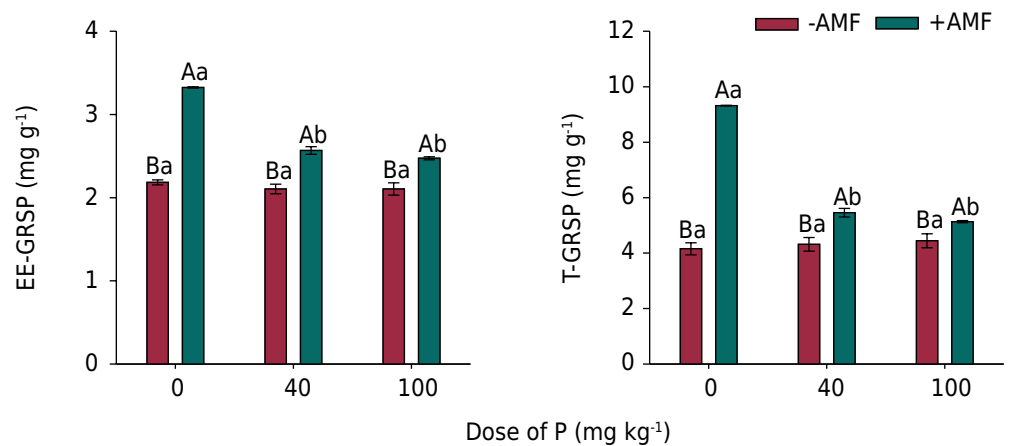 -AMF +AMF
EE-GRSP (mg g⁻¹)
4
3
2
1
0
Ba Aa Ba Ab Ba Ab
0 40 100
T-GRSP (mg g⁻¹)
12
10
8
6
4
2
0
Ba Aa Ba Ab Ba Ab
0 40 100
Dose of P (mg kg⁻¹)